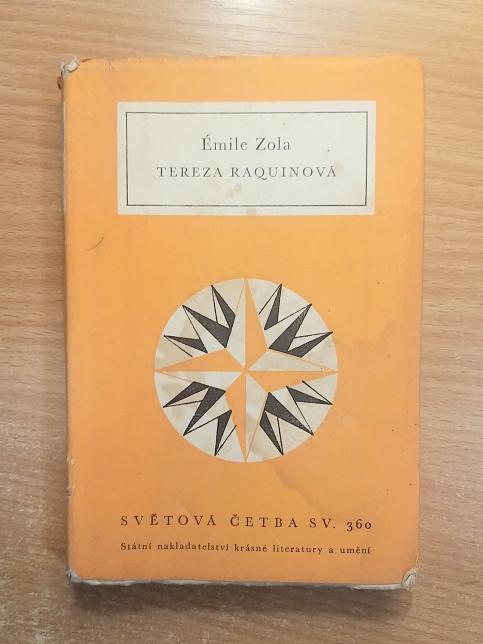 Émile Zola
TEREZA RAQUINOVÁ
SVĚTOVÁ ČETBA SV. 360
Státní nakladatelství krásné literatury a umění